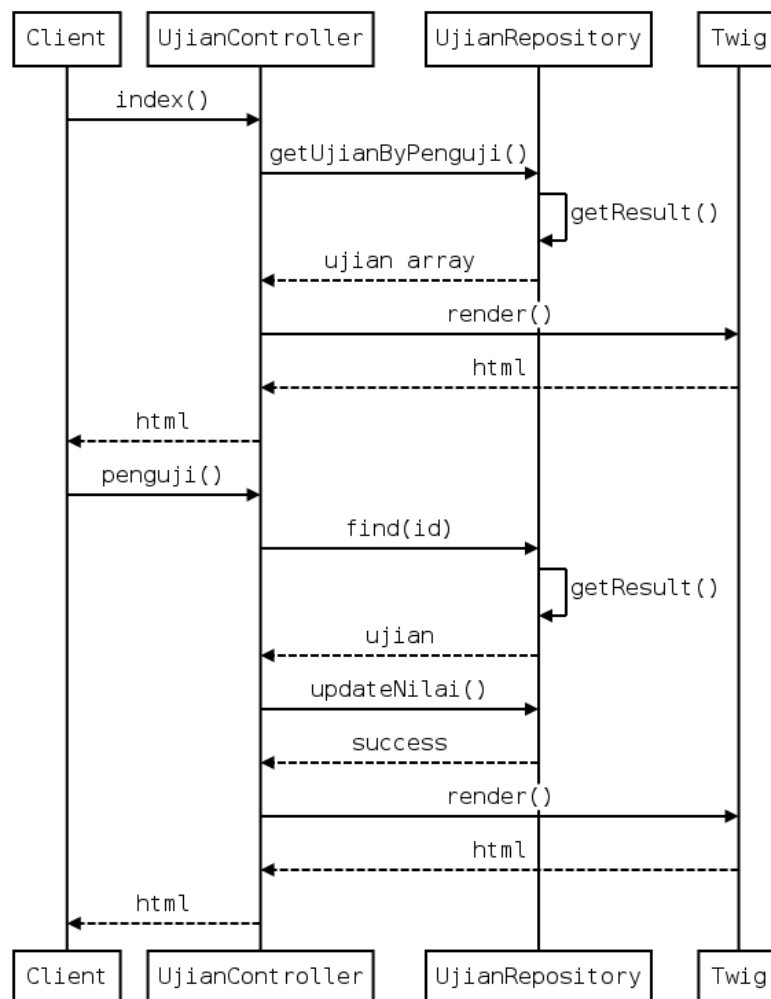 Client UjianController UjianRepository Twig
index()
getUjianByPenguji()
getResult()
ujian array
render()
html
html
penguji()
find(id)
getResult()
ujian
updateNilai()
success
render()
html
html
Client UjianController UjianRepository Twig